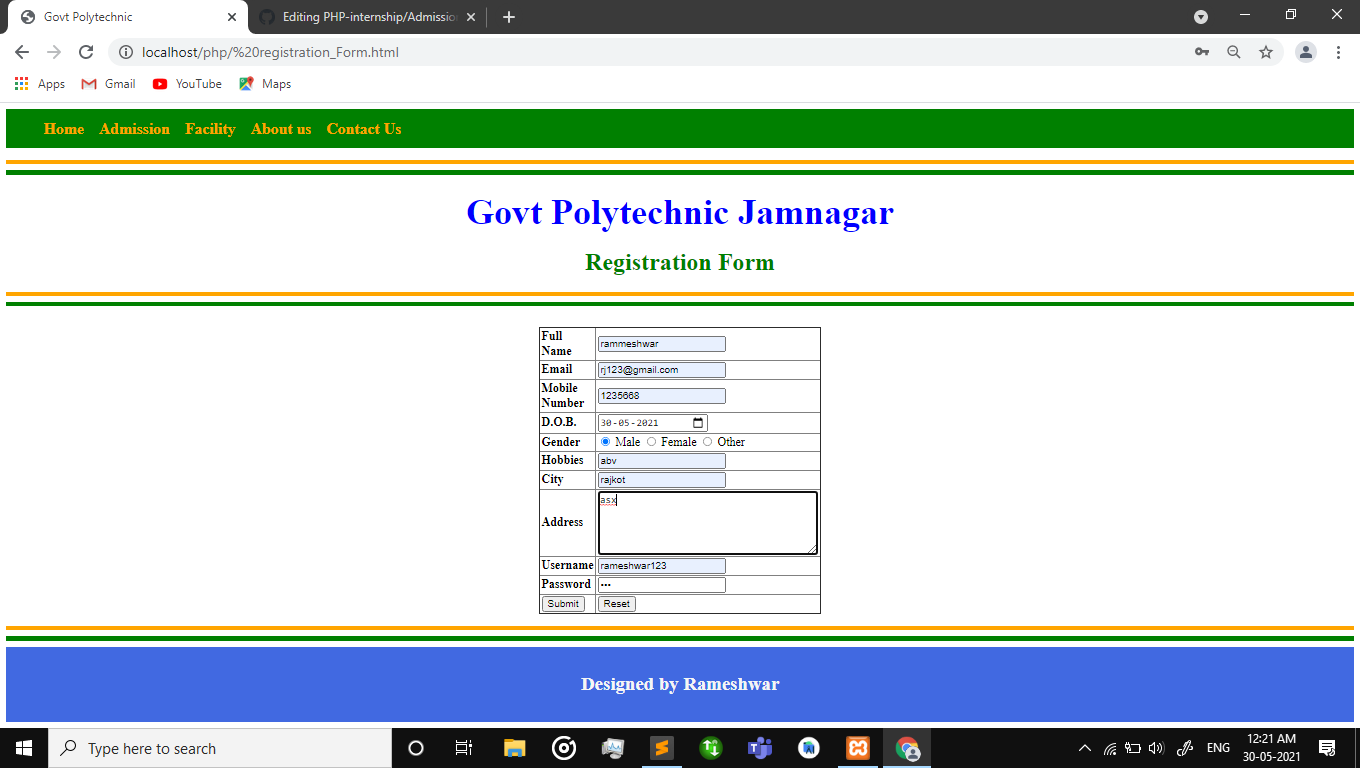 Govt Polytechnic
Editing PHP-internship/Admissio
localhost/php/%20registration_Form.html
Apps Gmail YouTube Maps
Home Admission Facility About us Contact Us
Govt Polytechnic Jamnagar
Registration Form
Full Name rammeshwar
Email rj123@gmail.com
Mobile Number 1235668
D.O.B. 30-05-2021
Gender Male Female Other
Hobbies abv
City rajkot
Address asx
Username rameshwar123
Password •••
Submit Reset
Designed by Rameshwar
Type here to search
ENG 12:21 AM
30-05-2021